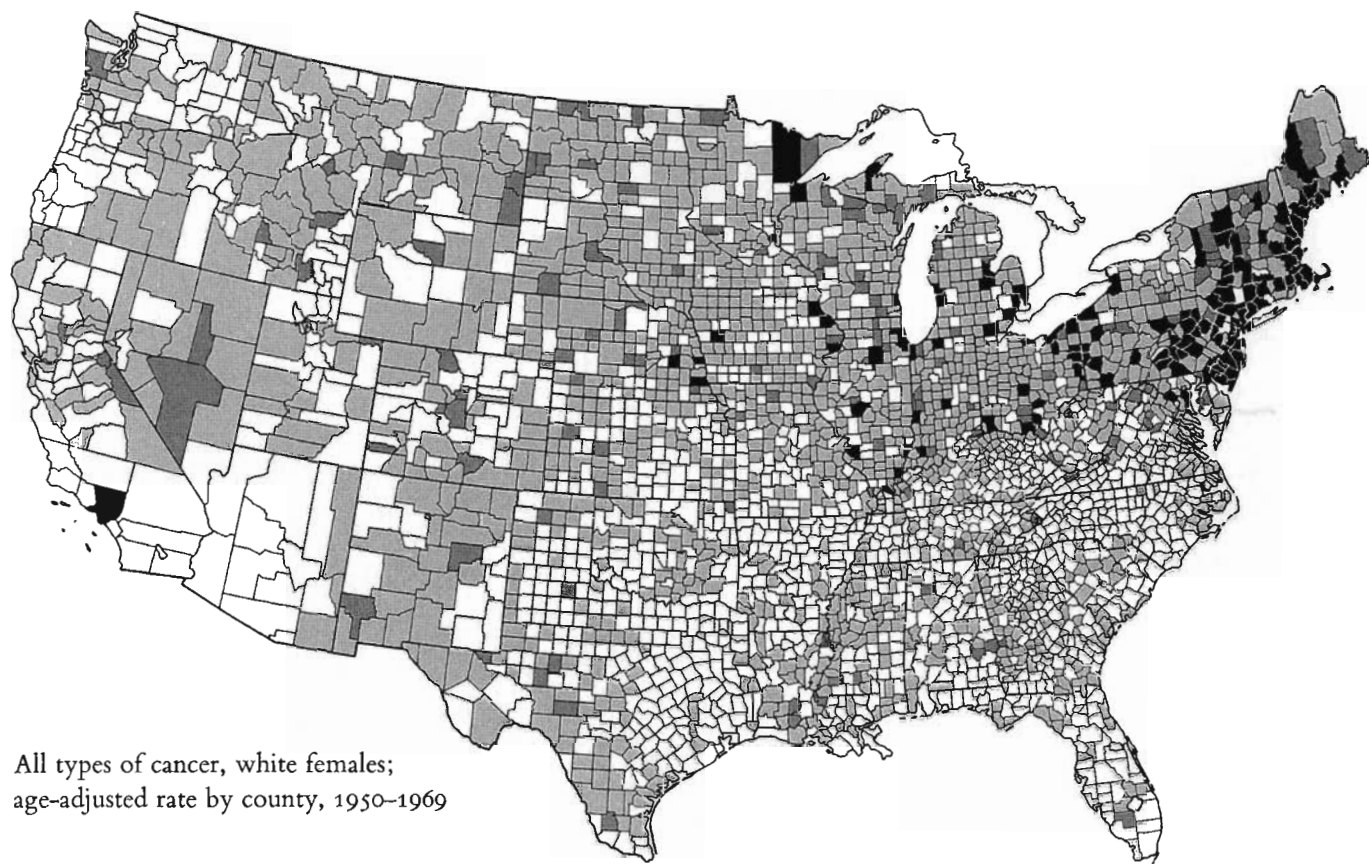 All types of cancer, white females;
age-adjusted rate by county, 1950–1969